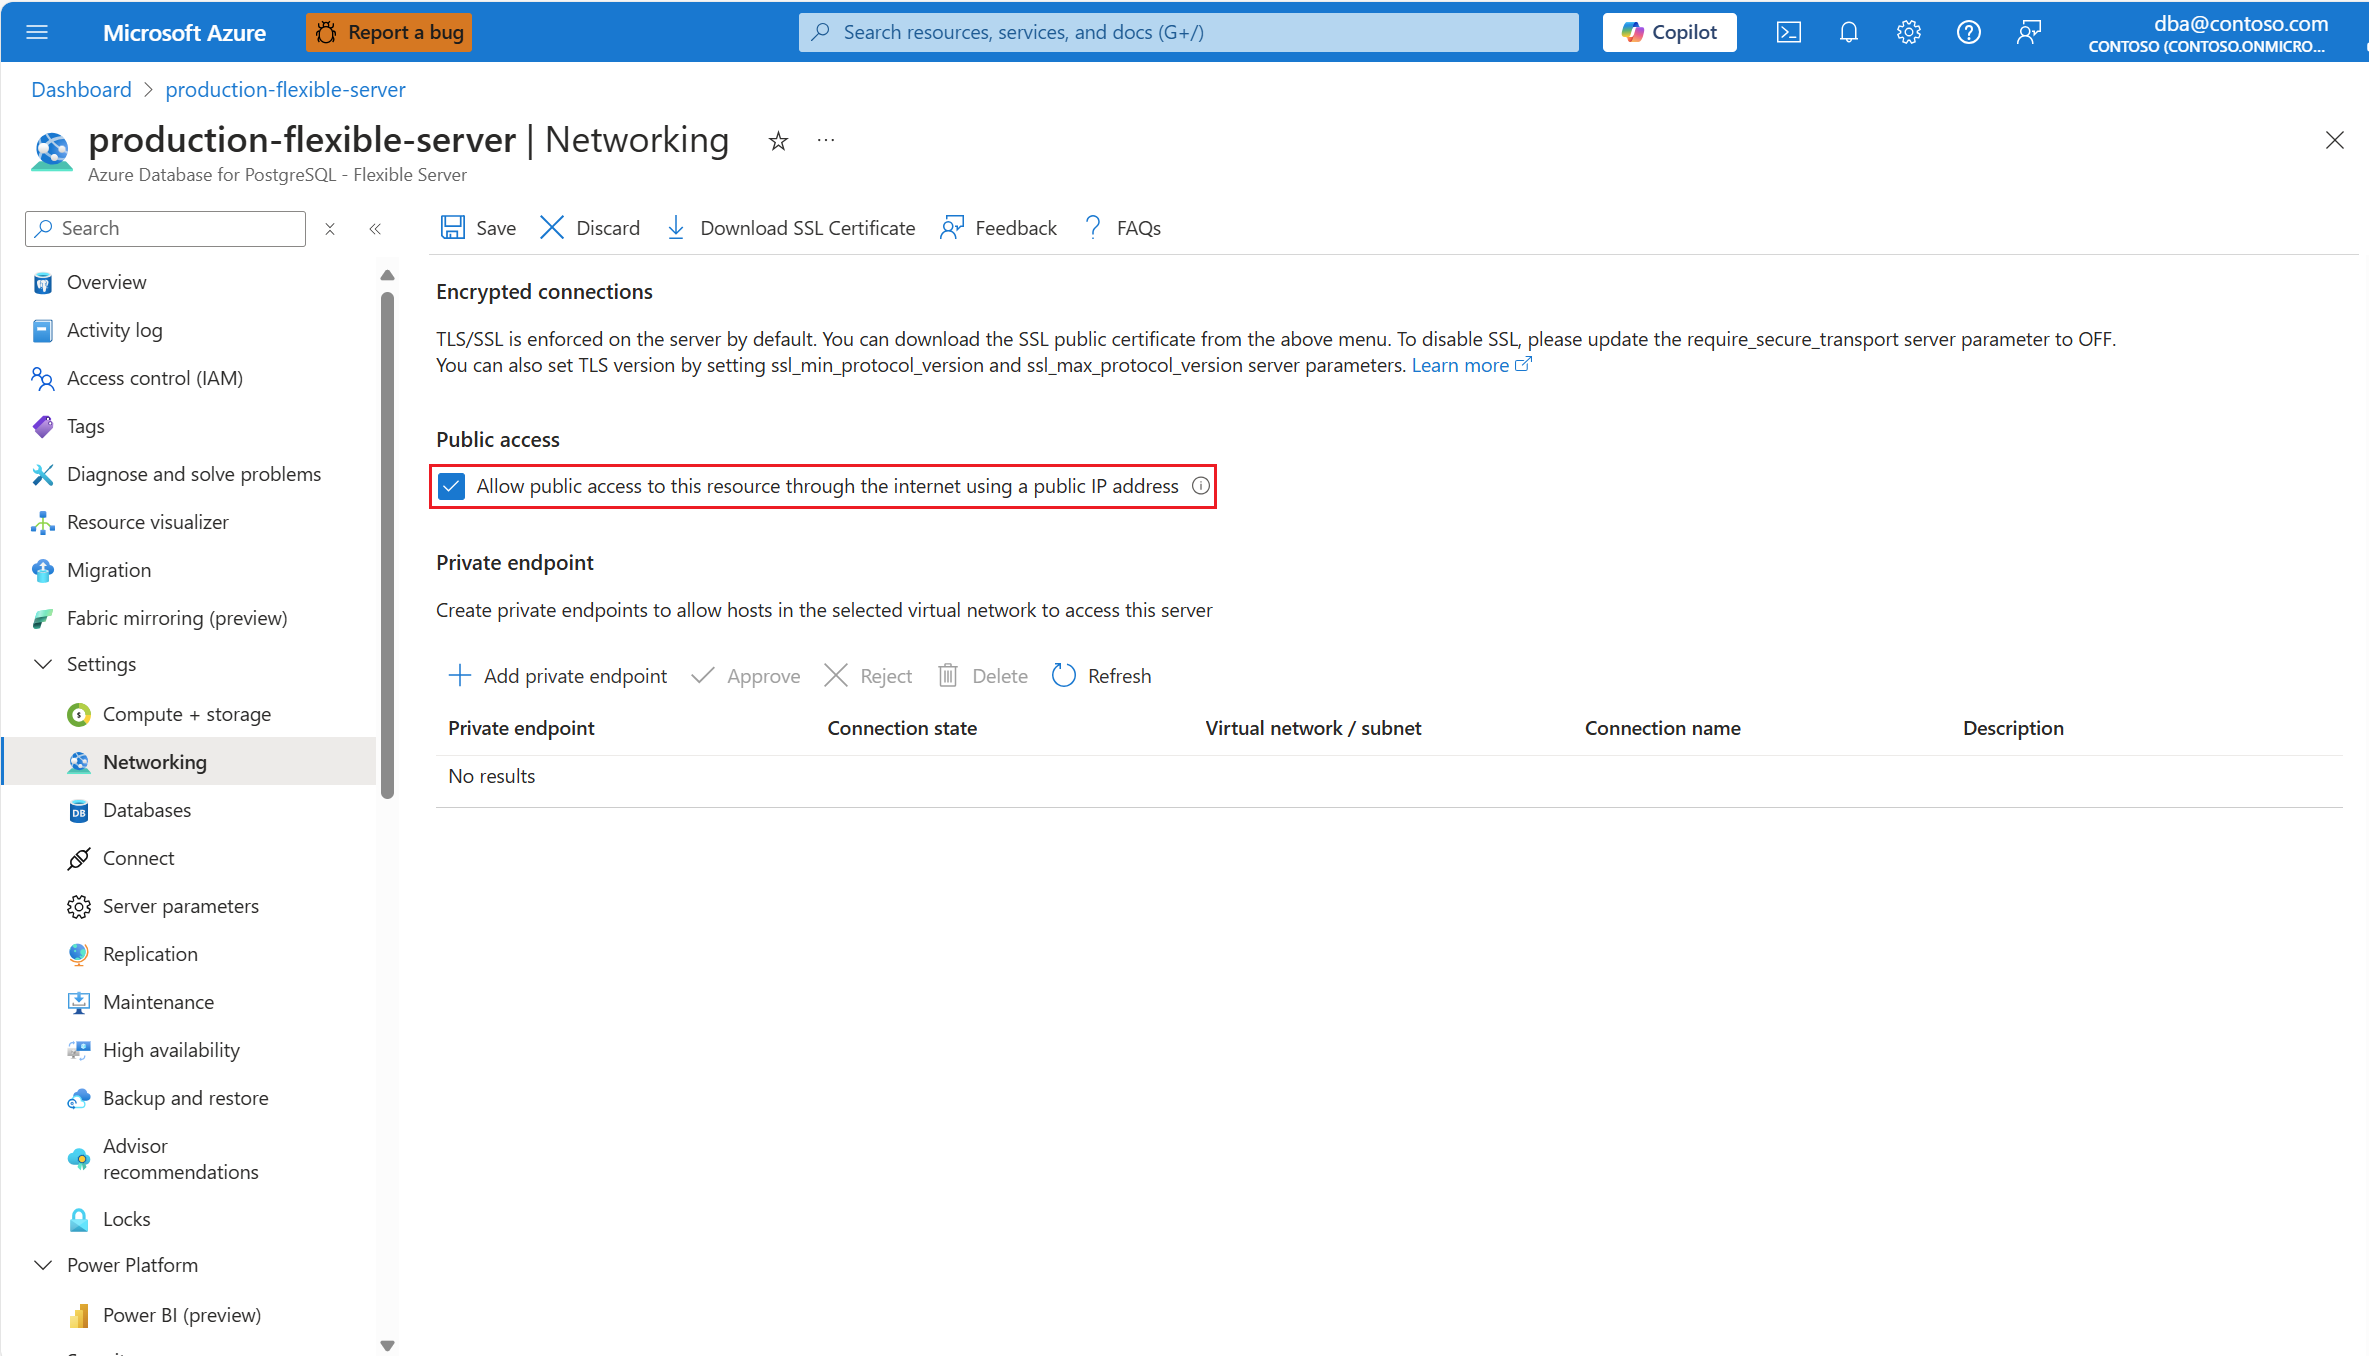 Microsoft Azure
Report a bug
Search resources, services, and docs (G+/)
Copilot
dba@contoso.com
CONTOSO (CONTOSO.ONMICRO...
Dashboard > production-flexible-server
production-flexible-server | Networking
Azure Database for PostgreSQL - Flexible Server
Search
Save
Discard
Download SSL Certificate
Feedback
FAQs
Overview
Activity log
Access control (IAM)
Tags
Diagnose and solve problems
Resource visualizer
Migration
Fabric mirroring (preview)
Settings
Compute + storage
Networking
Databases
Connect
Server parameters
Replication
Maintenance
High availability
Backup and restore
Advisor
recommendations
Locks
Power Platform
Power BI (preview)
Encrypted connections
TLS/SSL is enforced on the server by default. You can download the SSL public certificate from the above menu. To disable SSL, please update the require_secure_transport server parameter to OFF.
You can also set TLS version by setting ssl_min_protocol_version and ssl_max_protocol_version server parameters. Learn more
Public access
Allow public access to this resource through the internet using a public IP address
Private endpoint
Create private endpoints to allow hosts in the selected virtual network to access this server
Add private endpoint
Approve
Reject
Delete
Refresh
Private endpoint
Connection state
Virtual network / subnet
Connection name
Description
No results